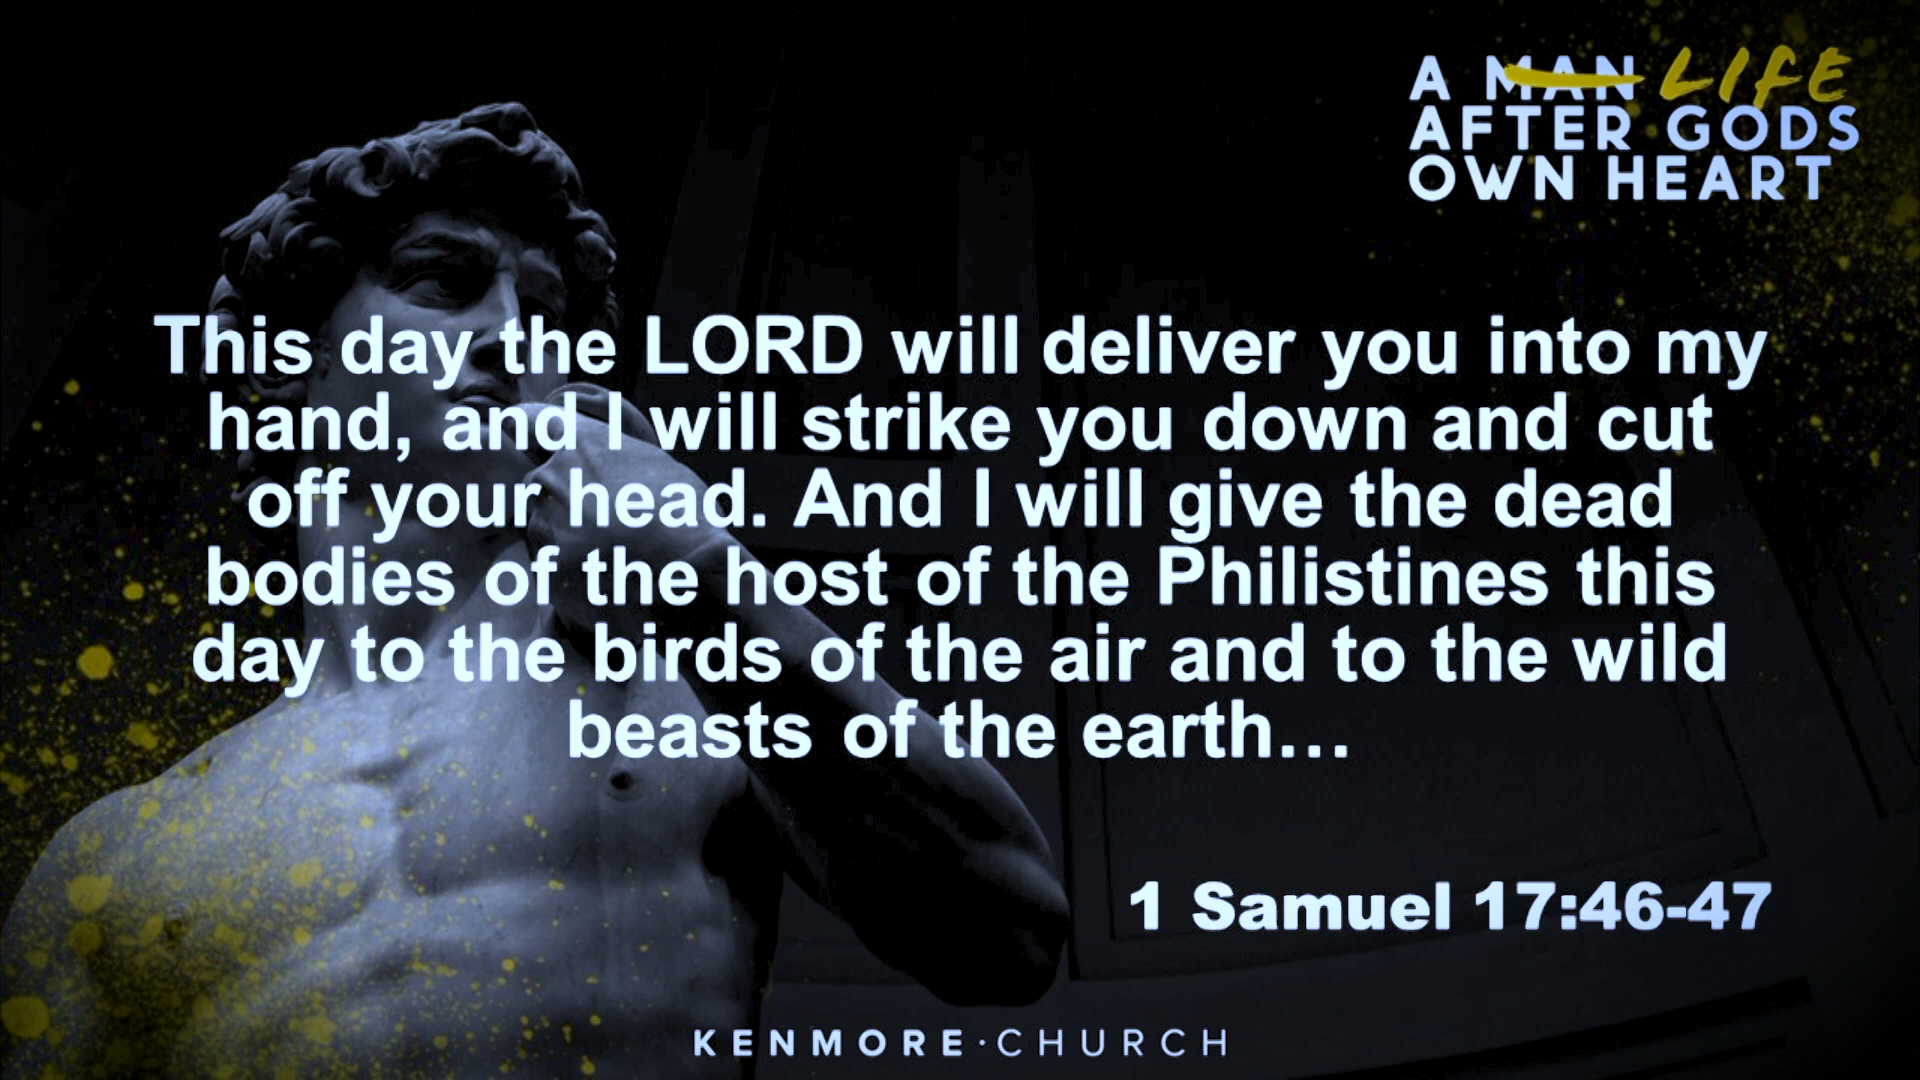 A MAN LIFE
AFTER GODS
OWN HEART
This day the LORD will deliver you into my
hand, and I will strike you down and cut
off your head. And I will give the dead
bodies of the host of the Philistines this
day to the birds of the air and to the wild
beasts of the earth…
1 Samuel 17:46-47
KENMORE·CHURCH